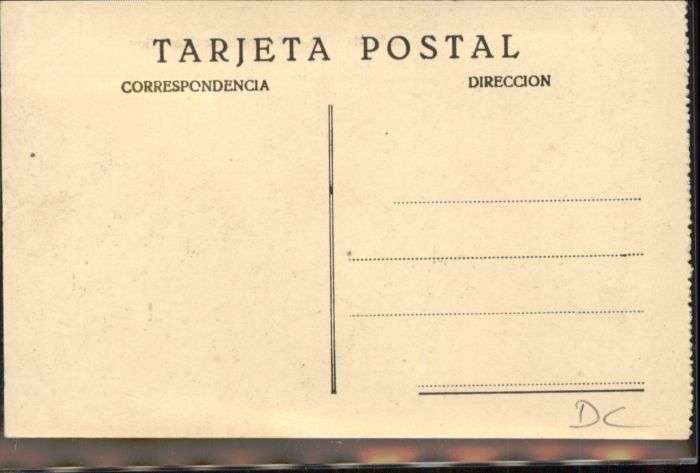 TARJETA POSTAL
CORRESPONDENCIA
DIRECCION
DC